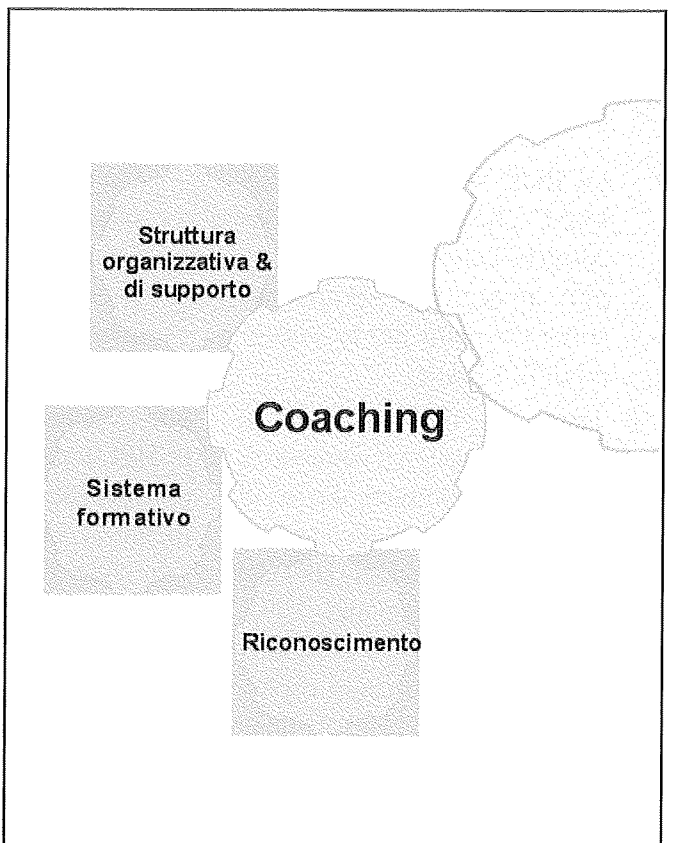 Struttura
organizzativa &
di supporto
Coaching
Sistema
formativo
Riconoscimento